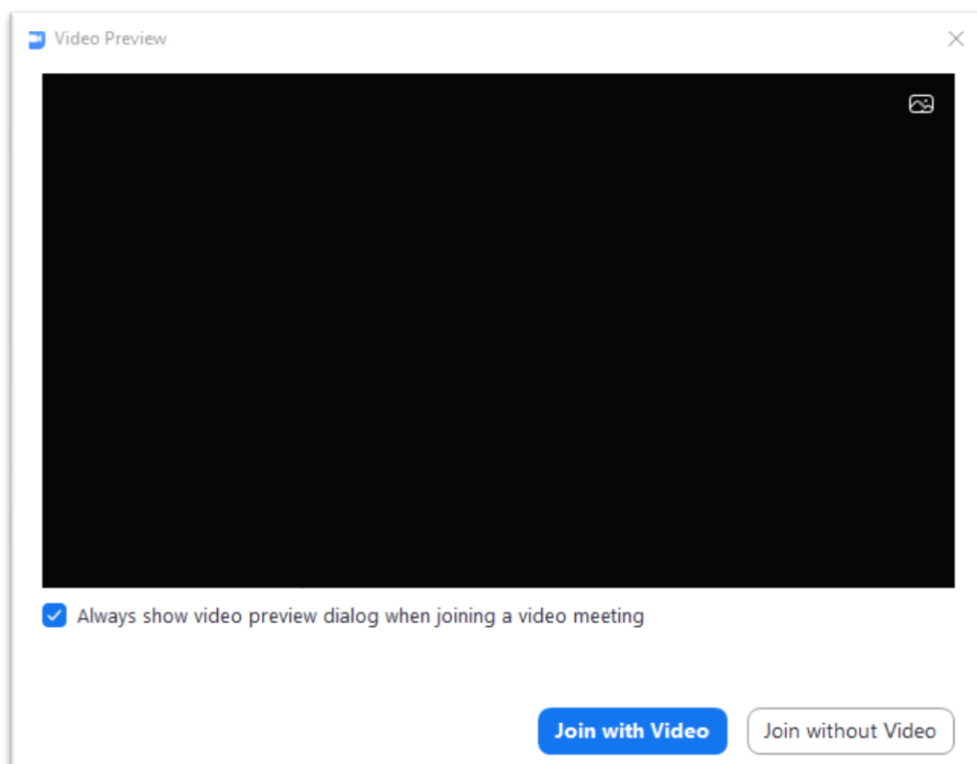 Video Preview
Always show video preview dialog when joining a video meeting
Join with Video
Join without Video